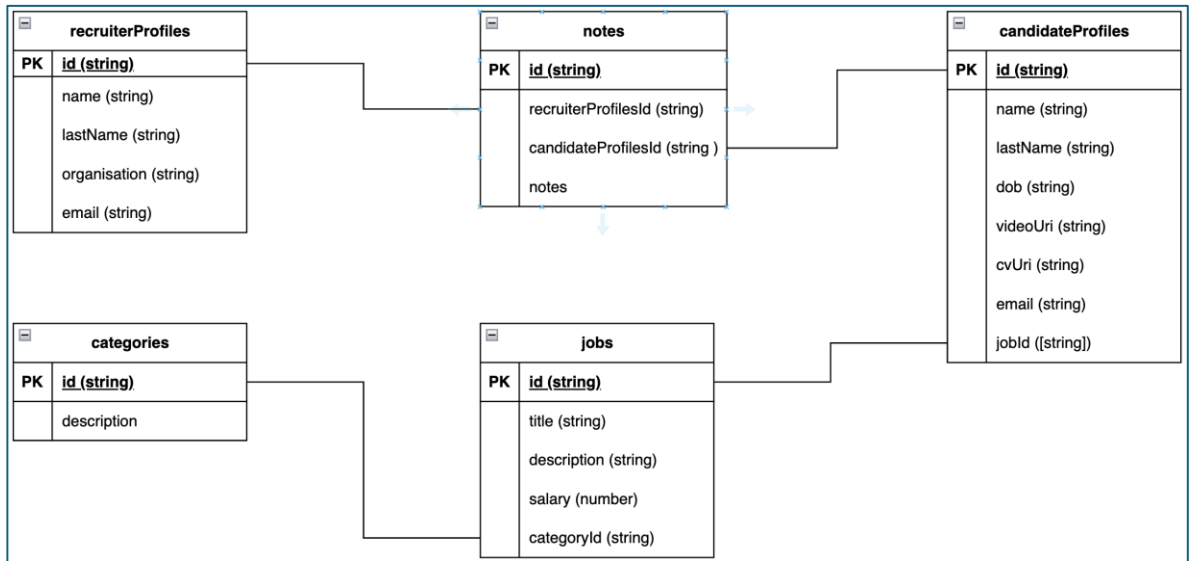 recruiterProfiles
PK id (string)
name (string)
lastName (string)
organisation (string)
email (string)
notes
PK id (string)
recruiterProfilesId (string)
candidateProfilesId (string )
notes
candidateProfiles
PK id (string)
name (string)
lastName (string)
dob (string)
videoUri (string)
cvUri (string)
email (string)
jobId ([string])
categories
PK id (string)
description
jobs
PK id (string)
title (string)
description (string)
salary (number)
categoryId (string)